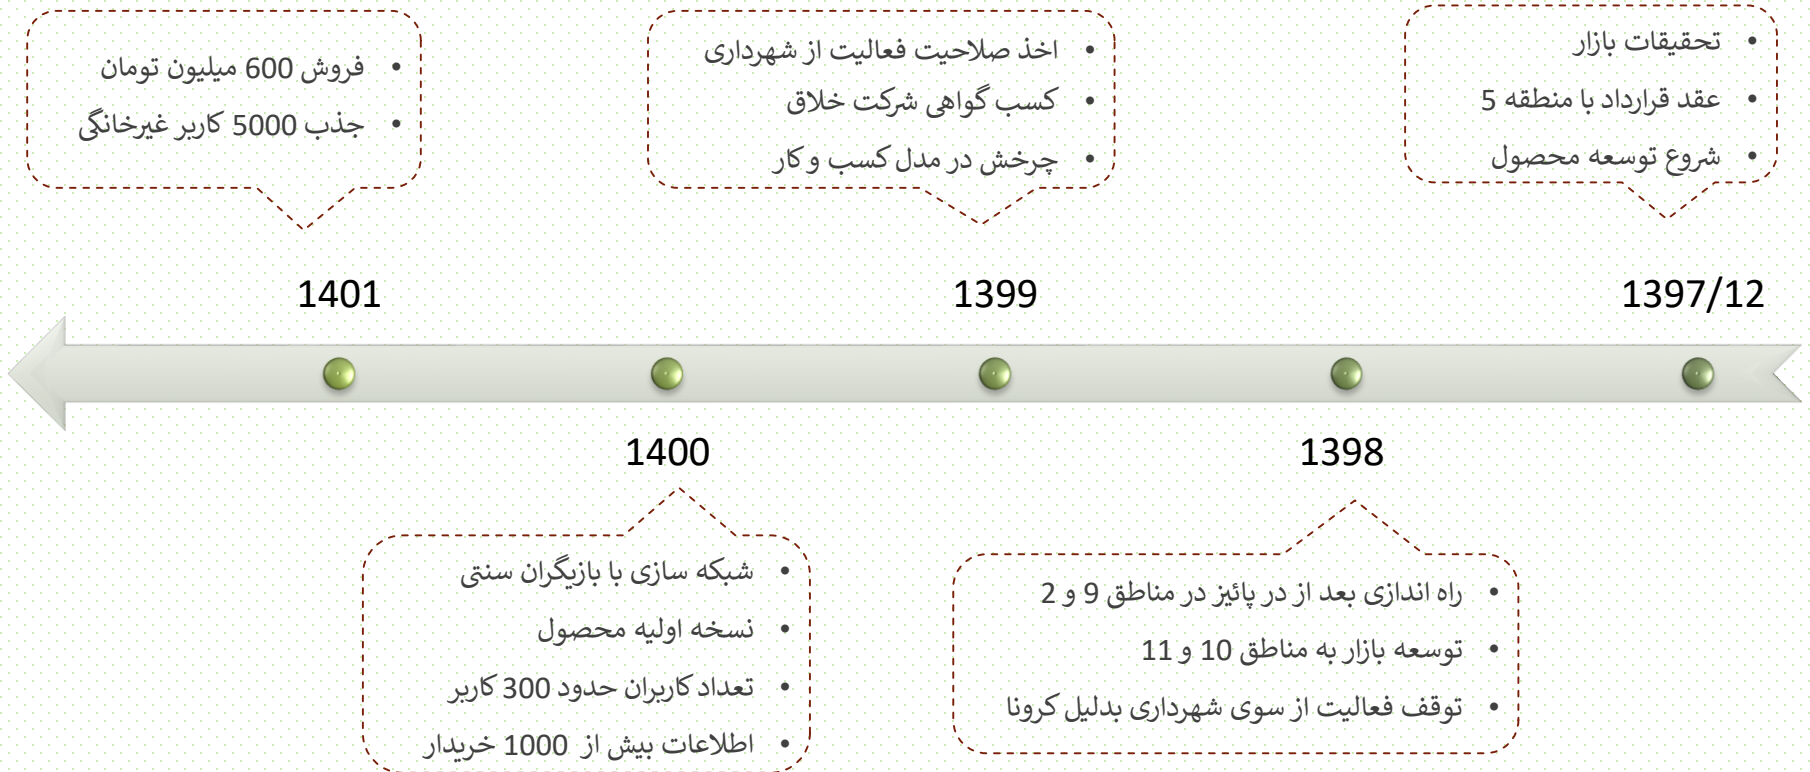 1397/12
• تحقیقات بازار
• عقد قرارداد با منطقه 5
• شروع توسعه محصول
1398
• راه اندازی بعد از در پائیز در مناطق 9 و 2
• توسعه بازار به مناطق 10 و 11
• توقف فعالیت از سوی شهرداری بدلیل کرونا
1399
• اخذ صلاحیت فعالیت از شهرداری
• کسب گواهی شرکت خلاق
• چرخش در مدل کسب و کار
1400
• شبکه سازی با بازیگران سنتی
• نسخه اولیه محصول
• تعداد کاربران حدود 300 کاربر
• اطلاعات بیش از 1000 خریدار
1401
• فروش 600 میلیون تومان
• جذب 5000 کاربر غیرخانگی